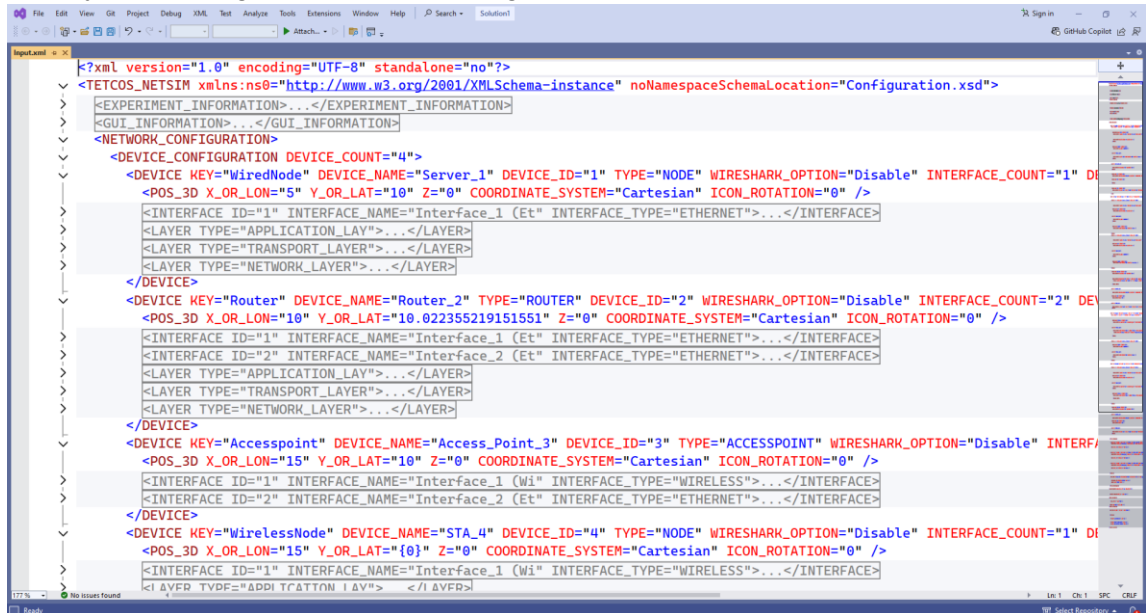 File Edit View Git Project Debug XML Test Analyze Tools Extensions Window Help Search Solution1 Sign in
Attach... GitHub Copilot
Input.xml
<?xml version="1.0" encoding="UTF-8" standalone="no"?>
<TETCOS_NETSIM xmlns:ns0="http://www.w3.org/2001/XMLSchema-instance" noNamespaceSchemaLocation="Configuration.xsd">
<EXPERIMENT_INFORMATION>...</EXPERIMENT_INFORMATION>
<GUI_INFORMATION>...</GUI_INFORMATION>
<NETWORK_CONFIGURATION>
<DEVICE_CONFIGURATION DEVICE_COUNT="4">
<DEVICE KEY="WiredNode" DEVICE_NAME="Server_1" DEVICE_ID="1" TYPE="NODE" WIRESHARK_OPTION="Disable" INTERFACE_COUNT="1" DE
<POS_3D X_OR_LON="5" Y_OR_LAT="10" Z="0" COORDINATE_SYSTEM="Cartesian" ICON_ROTATION="0" />
<INTERFACE ID="1" INTERFACE_NAME="Interface_1 (Et" INTERFACE_TYPE="ETHERNET">...</INTERFACE>
<LAYER TYPE="APPLICATION_LAY">...</LAYER>
<LAYER TYPE="TRANSPORT_LAYER">...</LAYER>
<LAYER TYPE="NETWORK_LAYER">...</LAYER>
</DEVICE>
<DEVICE KEY="Router" DEVICE_NAME="Router_2" TYPE="ROUTER" DEVICE_ID="2" WIRESHARK_OPTION="Disable" INTERFACE_COUNT="2" DEV
<POS_3D X_OR_LON="10" Y_OR_LAT="10.022355219151551" Z="0" COORDINATE_SYSTEM="Cartesian" ICON_ROTATION="0" />
<INTERFACE ID="1" INTERFACE_NAME="Interface_1 (Et" INTERFACE_TYPE="ETHERNET">...</INTERFACE>
<INTERFACE ID="2" INTERFACE_NAME="Interface_2 (Et" INTERFACE_TYPE="ETHERNET">...</INTERFACE>
<LAYER TYPE="APPLICATION_LAY">...</LAYER>
<LAYER TYPE="TRANSPORT_LAYER">...</LAYER>
<LAYER TYPE="NETWORK_LAYER">...</LAYER>
</DEVICE>
<DEVICE KEY="Accesspoint" DEVICE_NAME="Access_Point_3" DEVICE_ID="3" TYPE="ACCESSPOINT" WIRESHARK_OPTION="Disable" INTERFA
<POS_3D X_OR_LON="15" Y_OR_LAT="10" Z="0" COORDINATE_SYSTEM="Cartesian" ICON_ROTATION="0" />
<INTERFACE ID="1" INTERFACE_NAME="Interface_1 (Wi" INTERFACE_TYPE="WIRELESS">...</INTERFACE>
<INTERFACE ID="2" INTERFACE_NAME="Interface_2 (Et" INTERFACE_TYPE="ETHERNET">...</INTERFACE>
</DEVICE>
<DEVICE KEY="WirelessNode" DEVICE_NAME="STA_4" DEVICE_ID="4" TYPE="NODE" WIRESHARK_OPTION="Disable" INTERFACE_COUNT="1" DE
<POS_3D X_OR_LON="15" Y_OR_LAT="{0}" Z="0" COORDINATE_SYSTEM="Cartesian" ICON_ROTATION="0" />
<INTERFACE ID="1" INTERFACE_NAME="Interface_1 (Wi" INTERFACE_TYPE="WIRELESS">...</INTERFACE>
<LAYER TYPE="APPLICATION_LAY">...</LAYER>
177 % No issues found Ln: 1 Ch: 1 SPC CRLF
Ready Select Repository